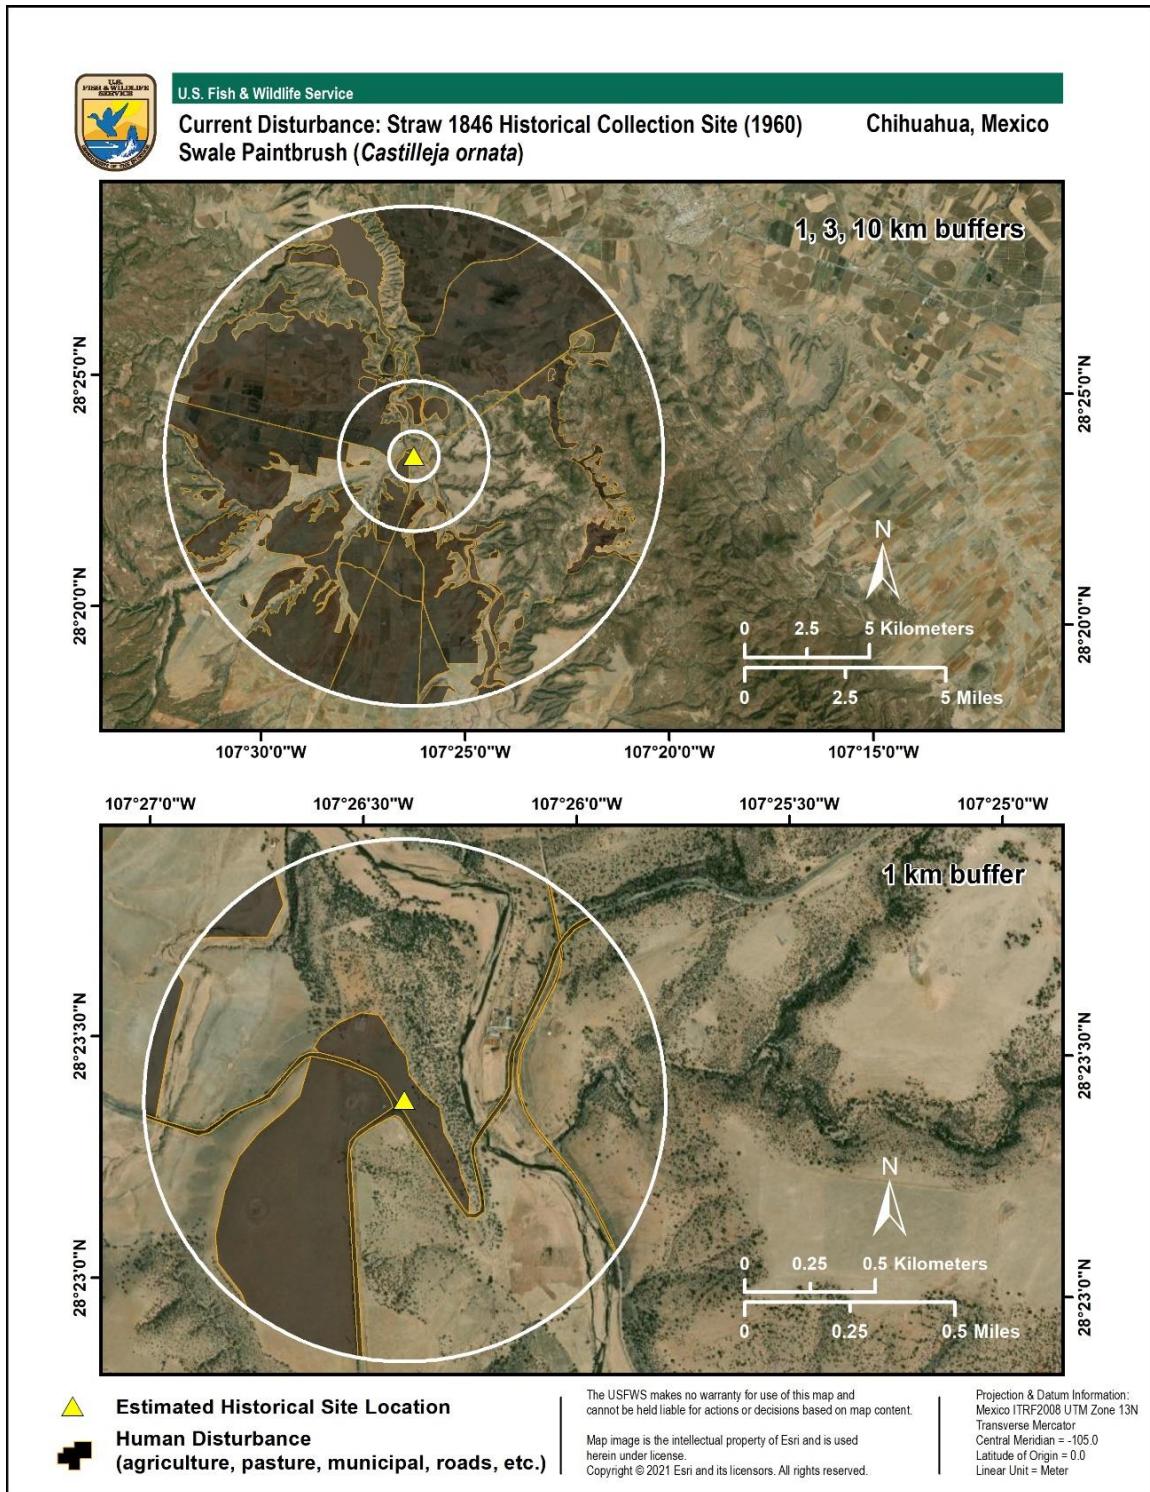 U.S.
FISH & WILDLIFE
SERVICE
U.S. Fish & Wildlife Service
Current Disturbance: Straw 1846 Historical Collection Site (1960)
Chihuahua, Mexico
Swale Paintbrush (Castilleja ornata)
1, 3, 10 km buffers
28°25'0"N
28°25'0"N
28°20'0"N
28°20'0"N
N
0 2.5 5 Kilometers
0 2.5 5 Miles
107°30'0"W 107°25'0"W 107°20'0"W 107°15'0"W
107°27'0"W 107°26'30"W 107°26'0"W 107°25'30"W 107°25'0"W
1 km buffer
28°23'30"N
28°23'30"N
28°23'0"N
28°23'0"N
N
0 0.25 0.5 Kilometers
0 0.25 0.5 Miles
Estimated Historical Site Location
Human Disturbance
(agriculture, pasture, municipal, roads, etc.)
The USFWS makes no warranty for use of this map and
cannot be held liable for actions or decisions based on map content.
Map image is the intellectual property of Esri and is used
herein under license.
Copyright © 2021 Esri and its licensors. All rights reserved.
Projection & Datum Information:
Mexico ITRF2008 UTM Zone 13N
Transverse Mercator
Central Meridian = -105.0
Latitude of Origin = 0.0
Linear Unit = Meter